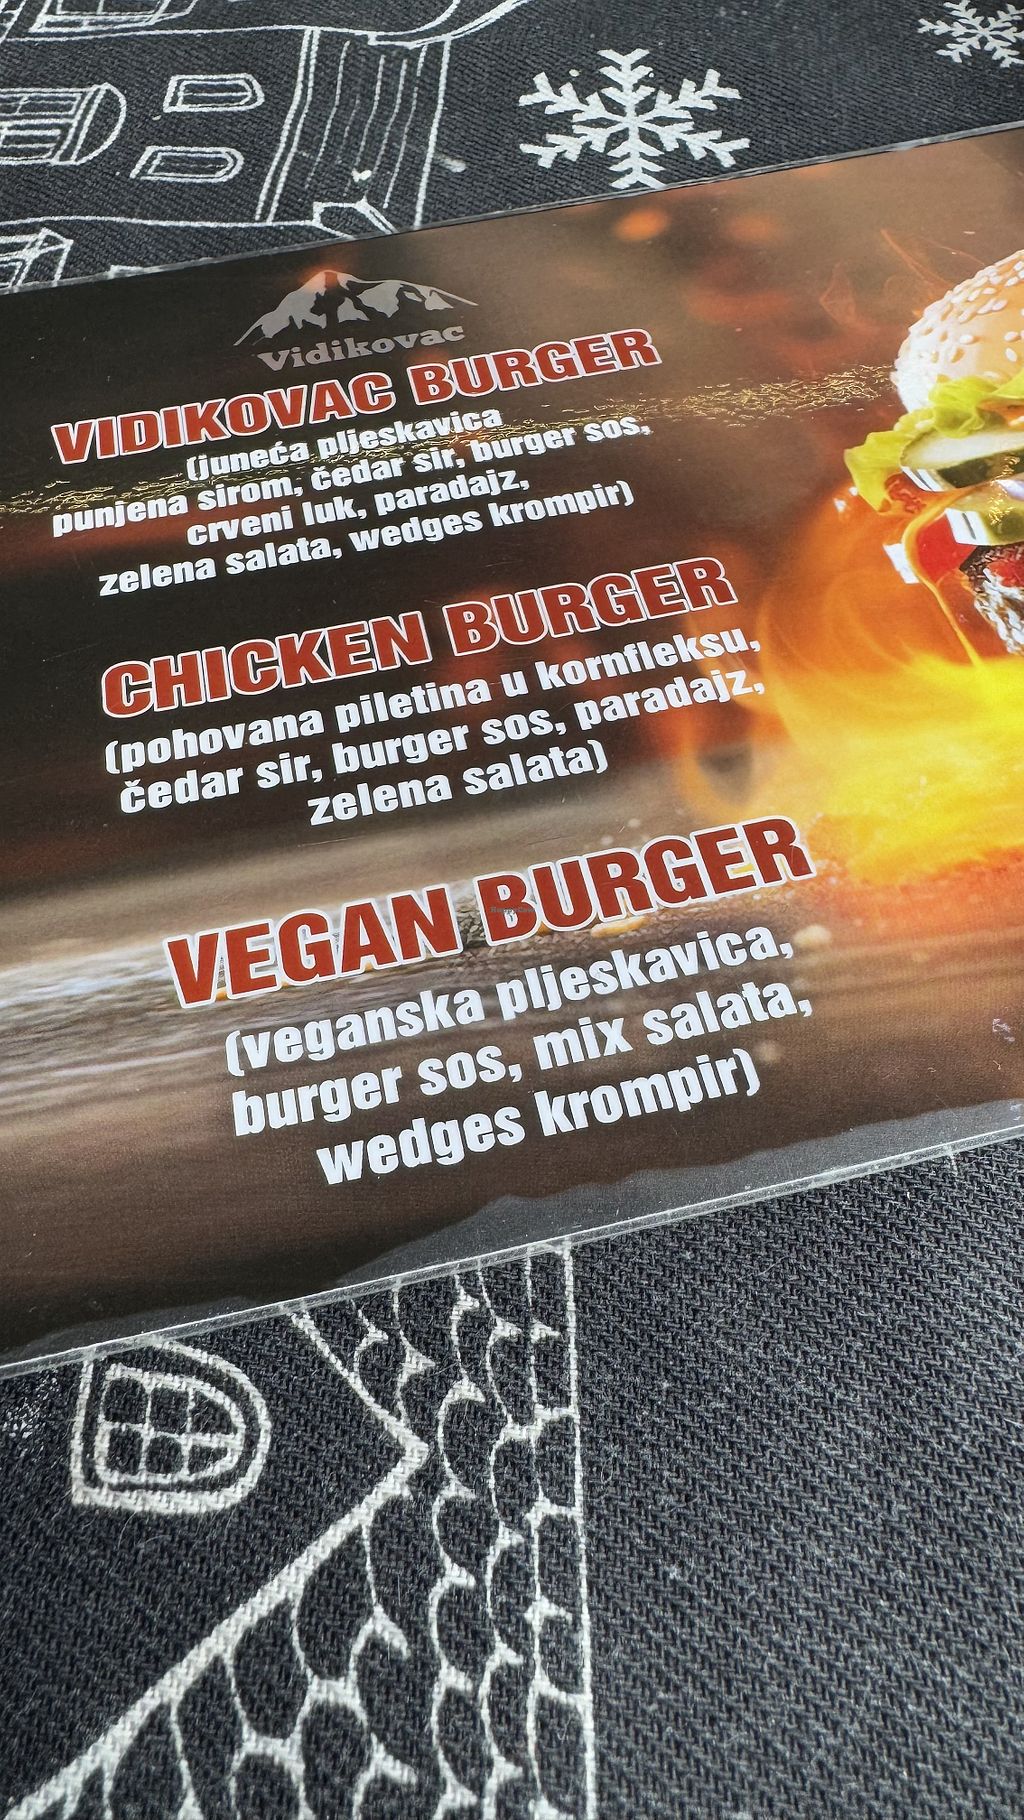 Vidikovac
VIDIKOVAC BURGER
(juneća pljeskavica
punjena sirom, čedar sir, burger sos,
crveni luk, paradajz,
zelena salata, wedges krompir)
CHICKEN BURGER
(pohovana piletina u kornfleksu,
čedar sir, burger sos, paradajz,
zelena salata)
VEGAN BURGER
(veganska pljeskavica,
burger sos, mix salata,
wedges krompir)